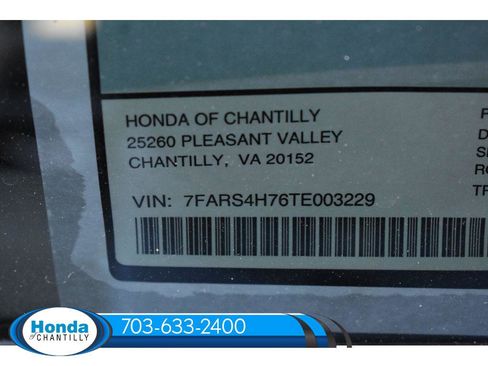 HONDA OF CHANTILLY
25260 PLEASANT VALLEY
CHANTILLY, VA 20152
VIN: 7FARS4H76TE003229
Honda
OF CHANTILLY
703-633-2400